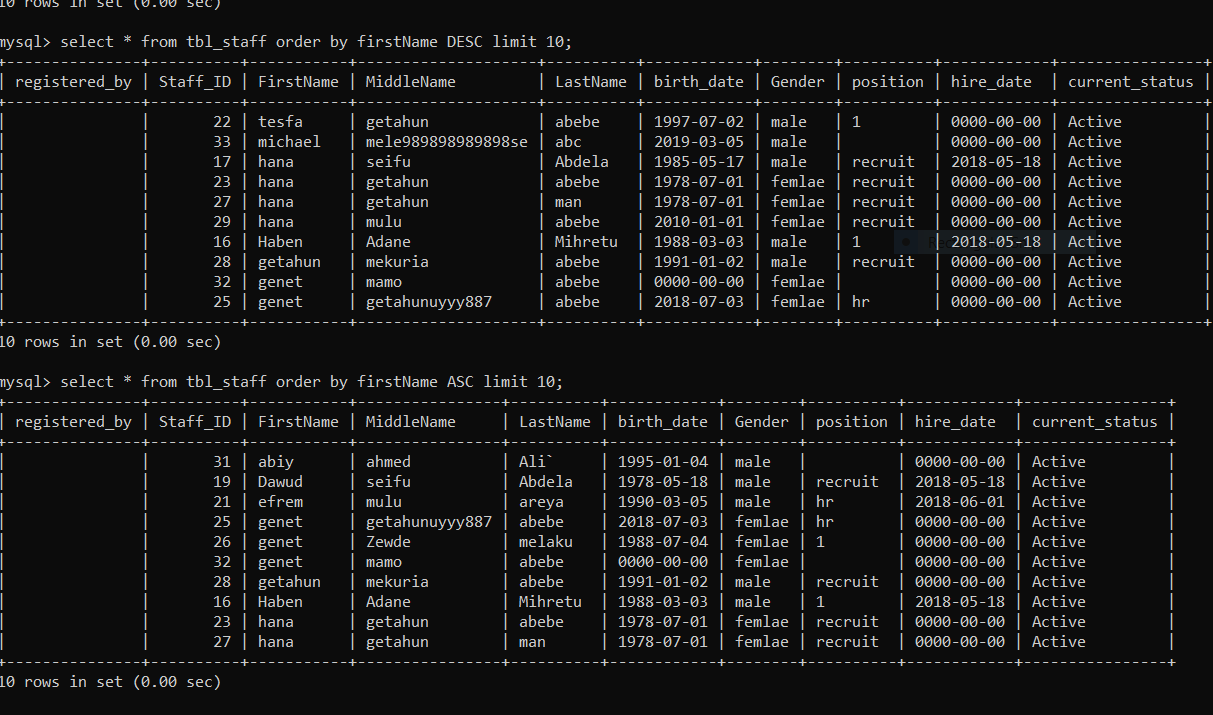 10 rows in set (0.00 sec)
mysql> select * from tbl_staff order by firstName DESC limit 10;
+---------------+----------+-----------+-------------------+----------+------------+--------+----------+------------+----------------+
| registered_by | Staff_ID | FirstName | MiddleName        | LastName | birth_date | Gender | position | hire_date  | current_status |
+---------------+----------+-----------+-------------------+----------+------------+--------+----------+------------+----------------+
|               |       22 | tesfa     | getahun           | abebe    | 1997-07-02 | male   | 1        | 0000-00-00 | Active         |
|               |       33 | michael   | mele989898989898se | abc      | 2019-03-05 | male   |          | 0000-00-00 | Active         |
|               |       17 | hana      | seifu             | Abdela   | 1985-05-17 | male   | recruit  | 2018-05-18 | Active         |
|               |       23 | hana      | getahun           | abebe    | 1978-07-01 | femlae | recruit  | 0000-00-00 | Active         |
|               |       27 | hana      | getahun           | man      | 1978-07-01 | femlae | recruit  | 0000-00-00 | Active         |
|               |       29 | hana      | mulu              | abebe    | 2010-01-01 | femlae | recruit  | 0000-00-00 | Active         |
|               |       16 | Haben     | Adane             | Mihretu  | 1988-03-03 | male   | 1        | 2018-05-18 | Active         |
|               |       28 | getahun   | mekuria           | abebe    | 1991-01-02 | male   | recruit  | 0000-00-00 | Active         |
|               |       32 | genet     | mamo              | abebe    | 0000-00-00 | femlae |          | 0000-00-00 | Active         |
|               |       25 | genet     | getahunuyyy887    | abebe    | 2018-07-03 | femlae | hr       | 0000-00-00 | Active         |
+---------------+----------+-----------+-------------------+----------+------------+--------+----------+------------+----------------+
10 rows in set (0.00 sec)
mysql> select * from tbl_staff order by firstName ASC limit 10;
+---------------+----------+-----------+----------------+----------+------------+--------+----------+------------+----------------+
| registered_by | Staff_ID | FirstName | MiddleName     | LastName | birth_date | Gender | position | hire_date  | current_status |
+---------------+----------+-----------+----------------+----------+------------+--------+----------+------------+----------------+
|               |       31 | abiy      | ahmed          | Ali`     | 1995-01-04 | male   |          | 0000-00-00 | Active         |
|               |       19 | Dawud     | seifu          | Abdela   | 1978-05-18 | male   | recruit  | 2018-05-18 | Active         |
|               |       21 | efrem     | mulu           | areya    | 1990-03-05 | male   | hr       | 2018-06-01 | Active         |
|               |       25 | genet     | getahunuyyy887 | abebe    | 2018-07-03 | femlae | hr       | 0000-00-00 | Active         |
|               |       26 | genet     | Zewde          | melaku   | 1988-07-04 | femlae | 1        | 0000-00-00 | Active         |
|               |       32 | genet     | mamo           | abebe    | 0000-00-00 | femlae |          | 0000-00-00 | Active         |
|               |       28 | getahun   | mekuria        | abebe    | 1991-01-02 | male   | recruit  | 0000-00-00 | Active         |
|               |       16 | Haben     | Adane          | Mihretu  | 1988-03-03 | male   | 1        | 2018-05-18 | Active         |
|               |       23 | hana      | getahun        | abebe    | 1978-07-01 | femlae | recruit  | 0000-00-00 | Active         |
|               |       27 | hana      | getahun        | man      | 1978-07-01 | femlae | recruit  | 0000-00-00 | Active         |
+---------------+----------+-----------+----------------+----------+------------+--------+----------+------------+----------------+
10 rows in set (0.00 sec)